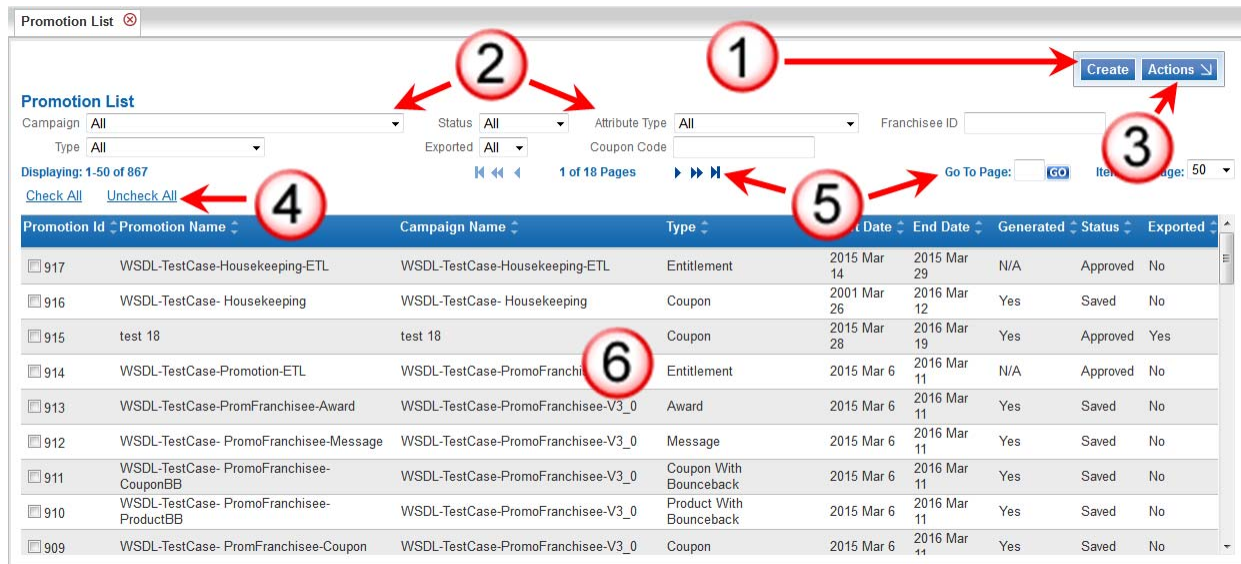 Promotion List
1
2
Create Actions
Promotion List
3
Campaign All Status All Attribute Type All Franchisee ID
Type All Exported All Coupon Code
Displaying: 1-50 of 867 1 of 18 Pages Go To Page: GO 50
Check All Uncheck All
4
5
Promotion Id Promotion Name Campaign Name Type Date End Date Generated Status Exported
917 WSDL-TestCase-Housekeeping-ETL WSDL-TestCase-Housekeeping-ETL Entitlement 2015 Mar 14 2015 Mar 29 N/A Approved No
916 WSDL-TestCase- Housekeeping WSDL-TestCase- Housekeeping Coupon 2001 Mar 26 2016 Mar 12 Yes Saved No
915 test 18 test 18 Coupon 2015 Mar 28 2016 Mar 19 Yes Approved Yes
6
914 WSDL-TestCase-Promotion-ETL WSDL-TestCase-PromoFranchi Entitlement 2015 Mar 6 2016 Mar 11 N/A Approved No
913 WSDL-TestCase-PromFranchisee-Award WSDL-TestCase-PromoFranchisee-V3_0 Award 2015 Mar 6 2016 Mar 11 Yes Saved No
912 WSDL-TestCase- PromoFranchisee-Message WSDL-TestCase-PromoFranchisee-V3_0 Message 2015 Mar 6 2016 Mar 11 Yes Saved No
911 WSDL-TestCase- PromoFranchisee-CouponBB WSDL-TestCase-PromoFranchisee-V3_0 Coupon With Bounceback 2015 Mar 6 2016 Mar 11 Yes Saved No
910 WSDL-TestCase- PromoFranchisee-ProductBB WSDL-TestCase-PromoFranchisee-V3_0 Product With Bounceback 2015 Mar 6 2016 Mar 11 Yes Saved No
909 WSDL-TestCase- PromFranchisee-Coupon WSDL-TestCase-PromoFranchisee-V3_0 Coupon 2015 Mar 6 2016 Mar 11 Yes Saved No